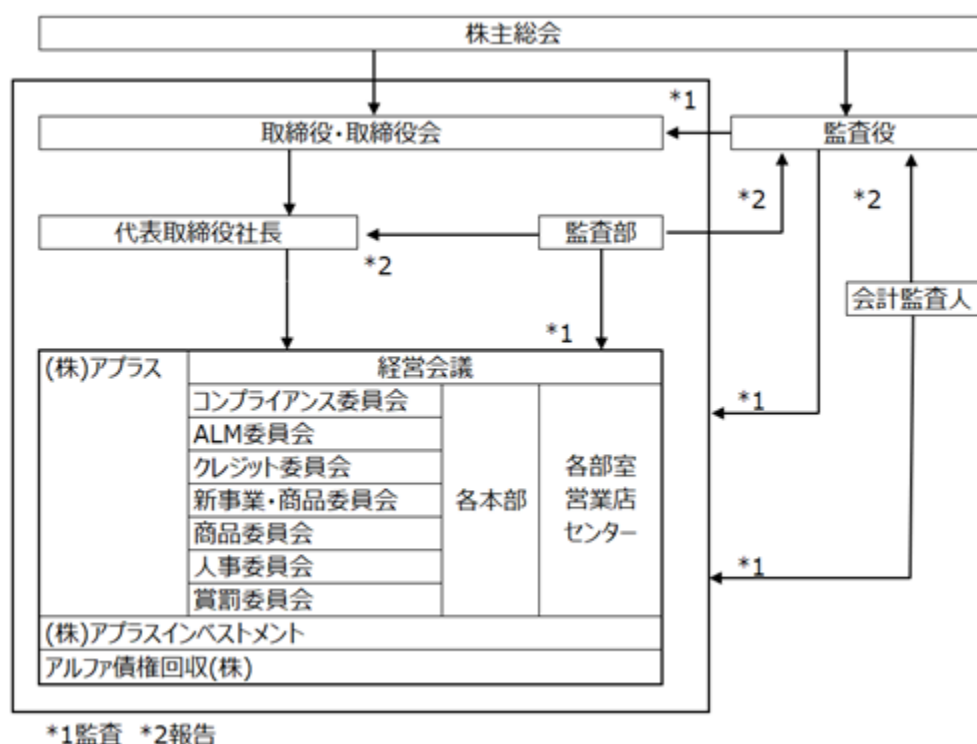 株主総会
*1
取締役・取締役会
監査役
*2
*2
代表取締役社長
監査部
*2
会計監査人
*1
(株)アプラス
経営会議
コンプライアンス委員会
ALM委員会
クレジット委員会
新事業・商品委員会
商品委員会
人事委員会
賞罰委員会
各本部
各部室
営業店
センター
*1
*1
(株)アプラスインベストメント
アルファ債権回収(株)
*1監査 *2報告